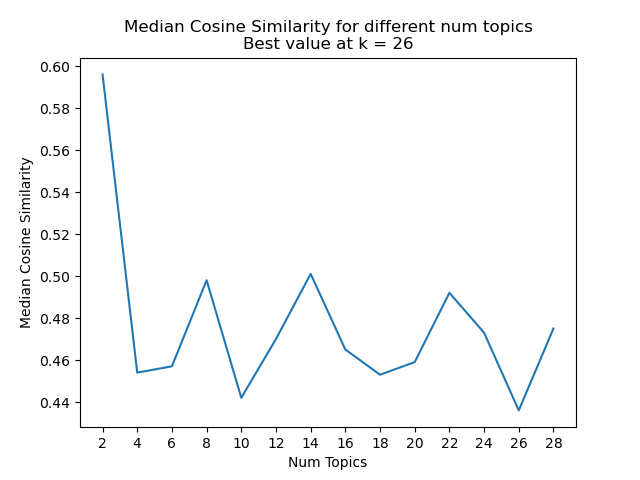 Median Cosine Similarity for different num topics
Best value at k = 26
Median Cosine Similarity
0.60
0.58
0.56
0.54
0.52
0.50
0.48
0.46
0.44
2 4 6 8 10 12 14 16 18 20 22 24 26 28
Num Topics